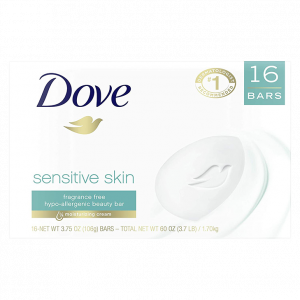 Dove
#1
16
BARS
sensitive skin
fragrance free
hypo-allergenic beauty bar
¼ moisturizing cream
16-NET WT 3.75 OZ (106g) BARS - TOTAL NET WT 60 OZ (3.7 LB) / 1.70kg